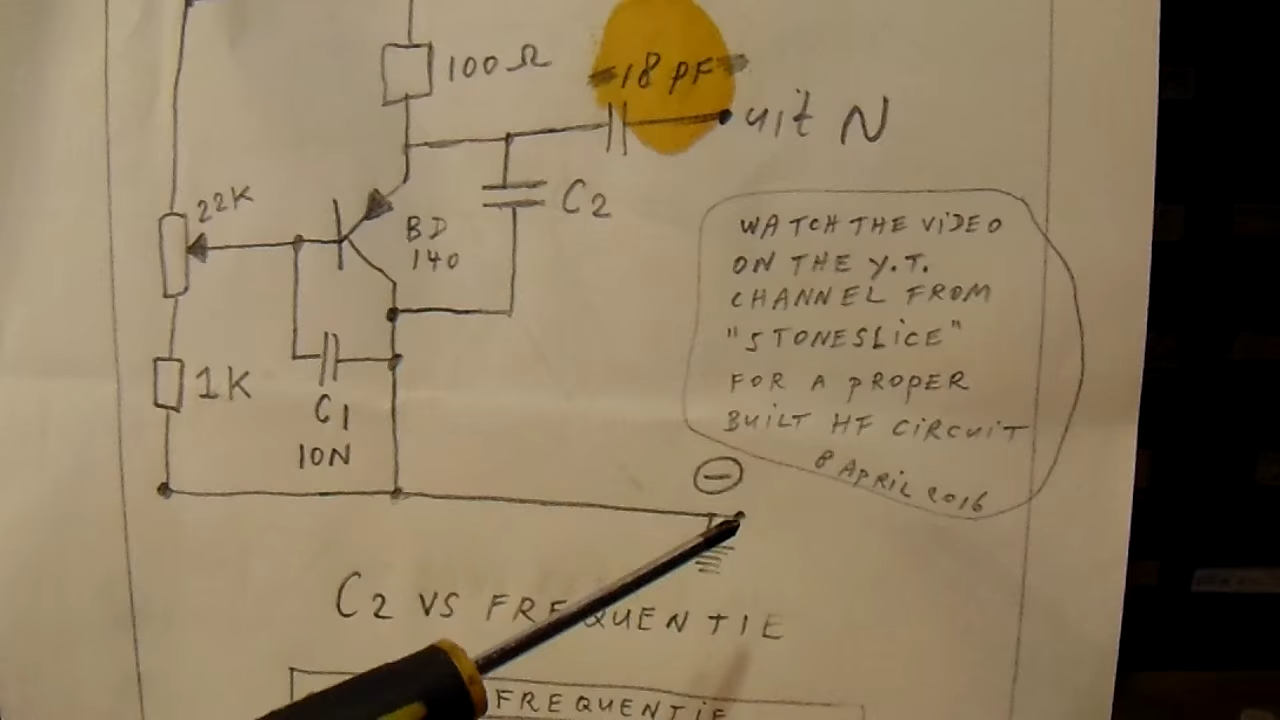 100Ω
18 pF
uit N
22K
C2
BD
140
1K
C1
10N
WATCH THE ViDEO
ON THE Y.T.
CHANNEL FROM
"STONESLiCE"
FOR A pROPER
BUiLT HF CiRCUiT
8 APRiL 2016
C2 VS FREQUENTIE
FREQUENTiE